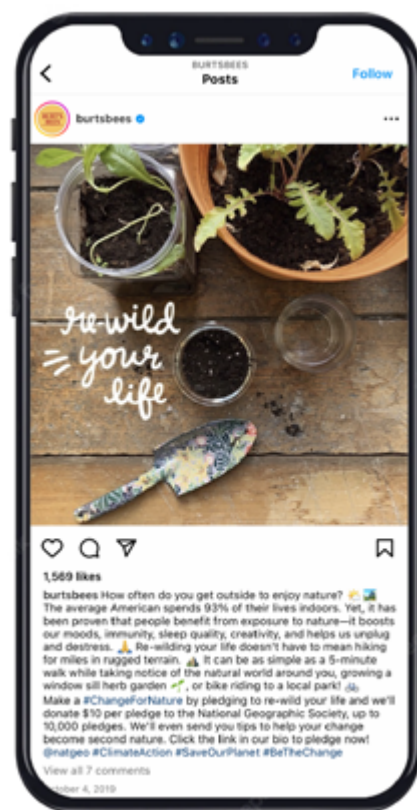 BURTSBEES
Posts
Follow
BURT'S BEES
burtsbees
re-wild
your
life
1,569 likes
burtsbees How often do you get outside to enjoy nature? ⛅🏞️
The average American spends 93% of their lives indoors. Yet, it has
been proven that people benefit from exposure to nature—it boosts
our moods, immunity, sleep quality, creativity, and helps us unplug
and destress. 🙏 Re-wilding your life doesn't have to mean hiking
for miles in rugged terrain. ⛰️ It can be as simple as a 5-minute
walk while taking notice of the natural world around you, growing a
window sill herb garden 🌱, or bike riding to a local park! 🚲
Make a #ChangeForNature by pledging to re-wild your life and we'll
donate $10 per pledge to the National Geographic Society, up to
10,000 pledges. We'll even send you tips to help your change
become second nature. Click the link in our bio to pledge now!
@natgeo #ClimateAction #SaveOurPlanet #BeTheChange
View all 7 comments
October 4, 2019